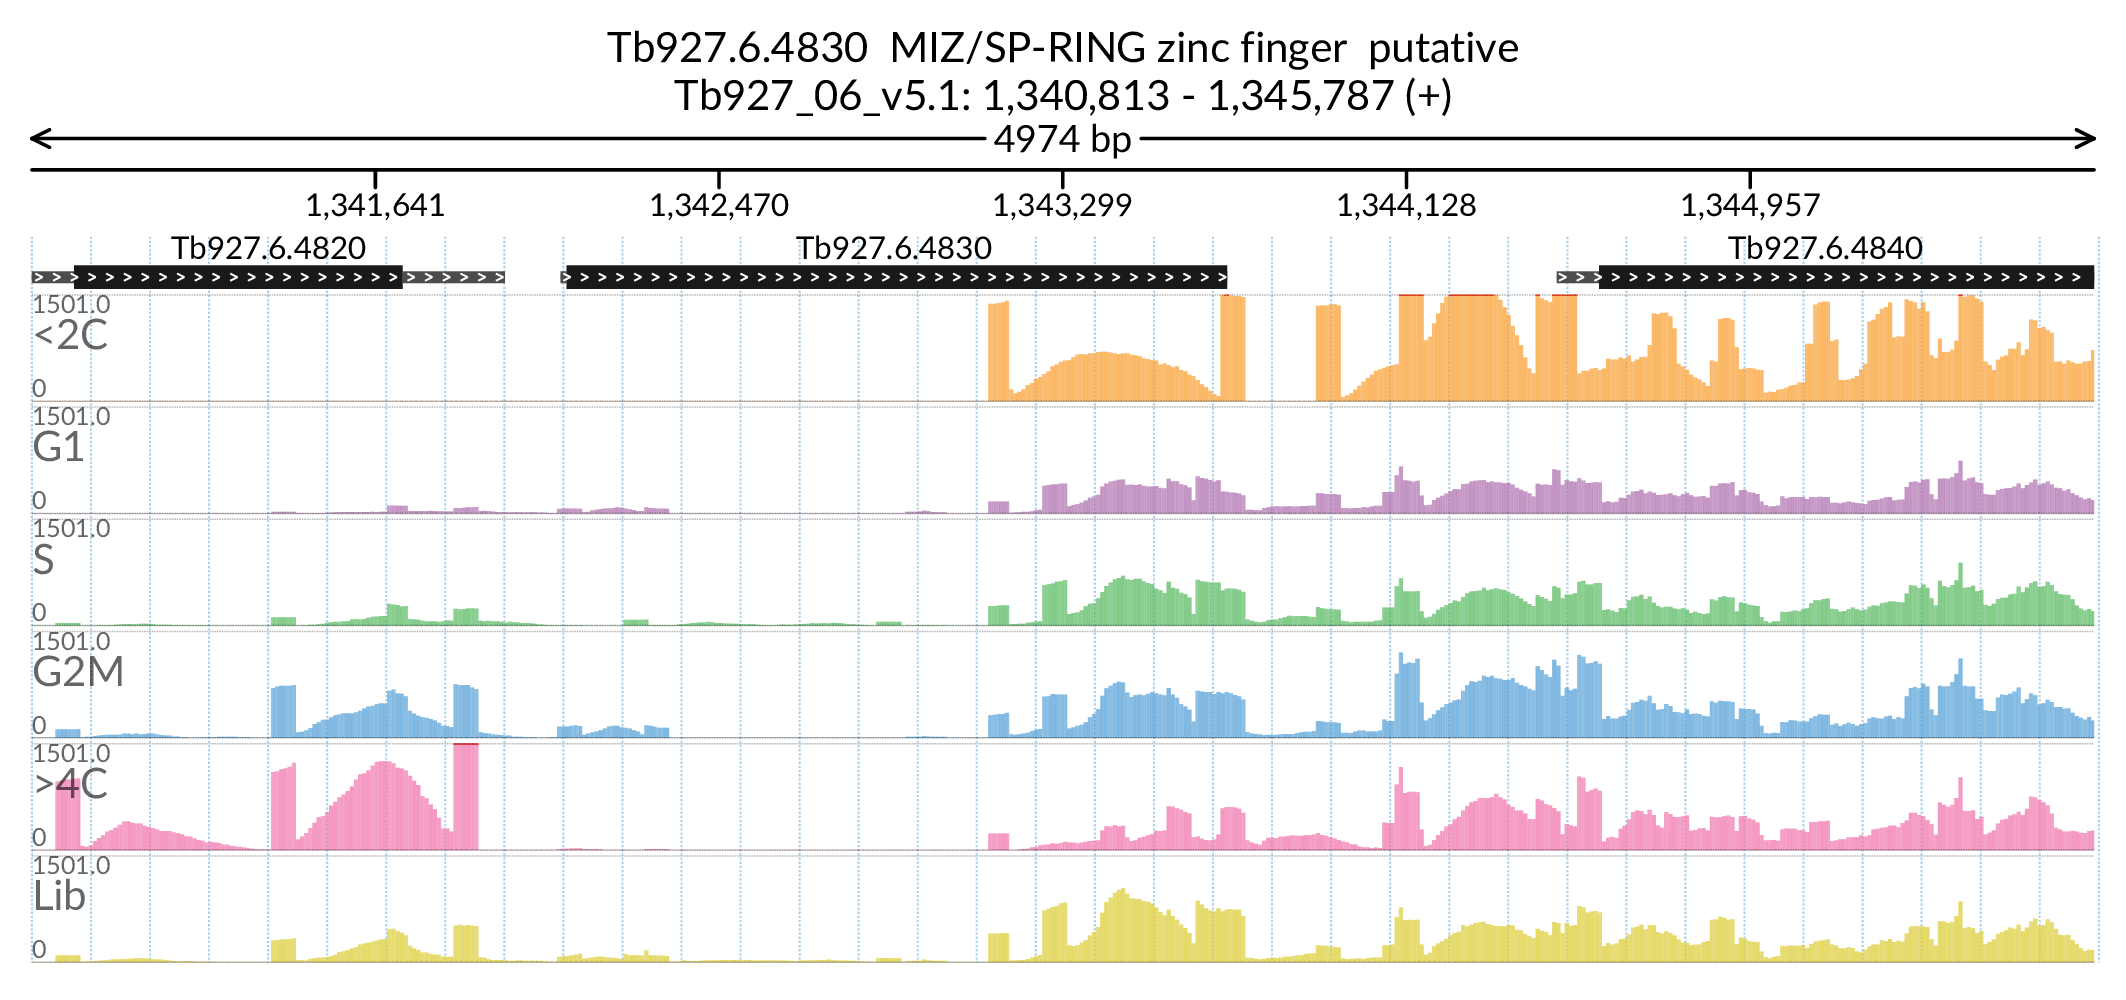 Tb927.6.4830  MIZ/SP-RING zinc finger  putative
Tb927_06_v5.1: 1,340,813 - 1,345,787 (+)
4974 bp
1,341,641 1,342,470 1,343,299 1,344,128 1,344,957
Tb927.6.4820 Tb927.6.4830 Tb927.6.4840
1501.0
<2C
0
1501.0
G1
0
1501.0
S
0
1501.0
G2M
0
1501.0
>4C
0
1501.0
Lib
0